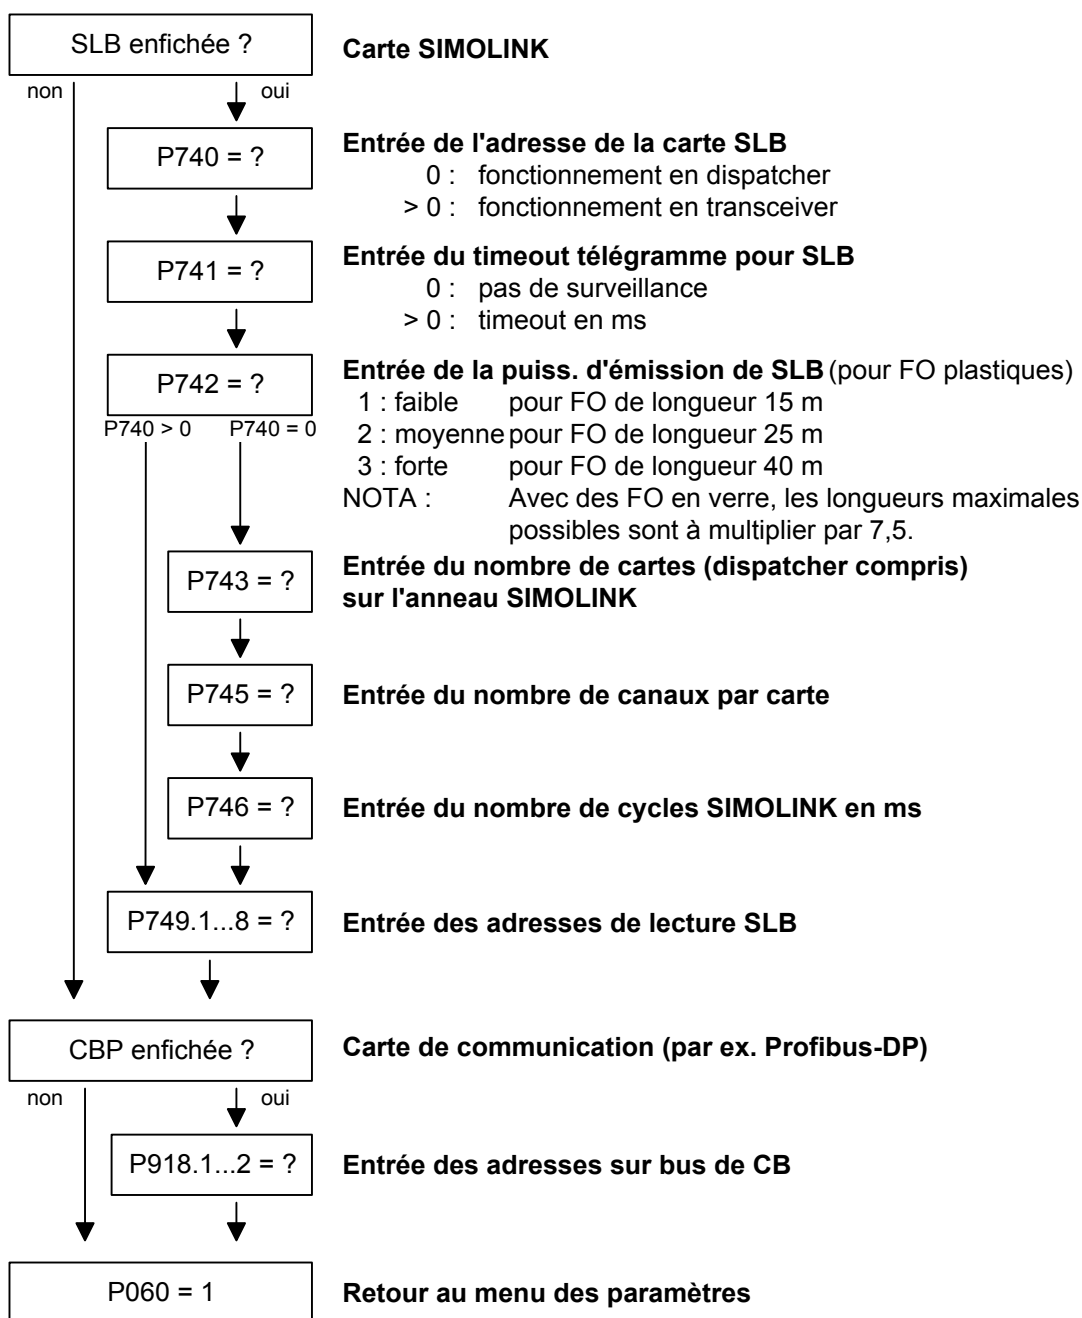 SLB enfichée ?
Carte SIMOLINK
non
oui
P740 = ?
Entrée de l'adresse de la carte SLB
0 : fonctionnement en dispatcher
> 0 : fonctionnement en transceiver
P741 = ?
Entrée du timeout télégramme pour SLB
0 : pas de surveillance
> 0 : timeout en ms
P742 = ?
Entrée de la puiss. d'émission de SLB (pour FO plastiques)
1 : faible pour FO de longueur 15 m
2 : moyenne pour FO de longueur 25 m
3 : forte pour FO de longueur 40 m
NOTA : Avec des FO en verre, les longueurs maximales
possibles sont à multiplier par 7,5.
P740 > 0 P740 = 0
P743 = ?
Entrée du nombre de cartes (dispatcher compris)
sur l'anneau SIMOLINK
P745 = ?
Entrée du nombre de canaux par carte
P746 = ?
Entrée du nombre de cycles SIMOLINK en ms
P749.1...8 = ?
Entrée des adresses de lecture SLB
CBP enfichée ?
Carte de communication (par ex. Profibus-DP)
non
oui
P918.1...2 = ?
Entrée des adresses sur bus de CB
P060 = 1
Retour au menu des paramètres